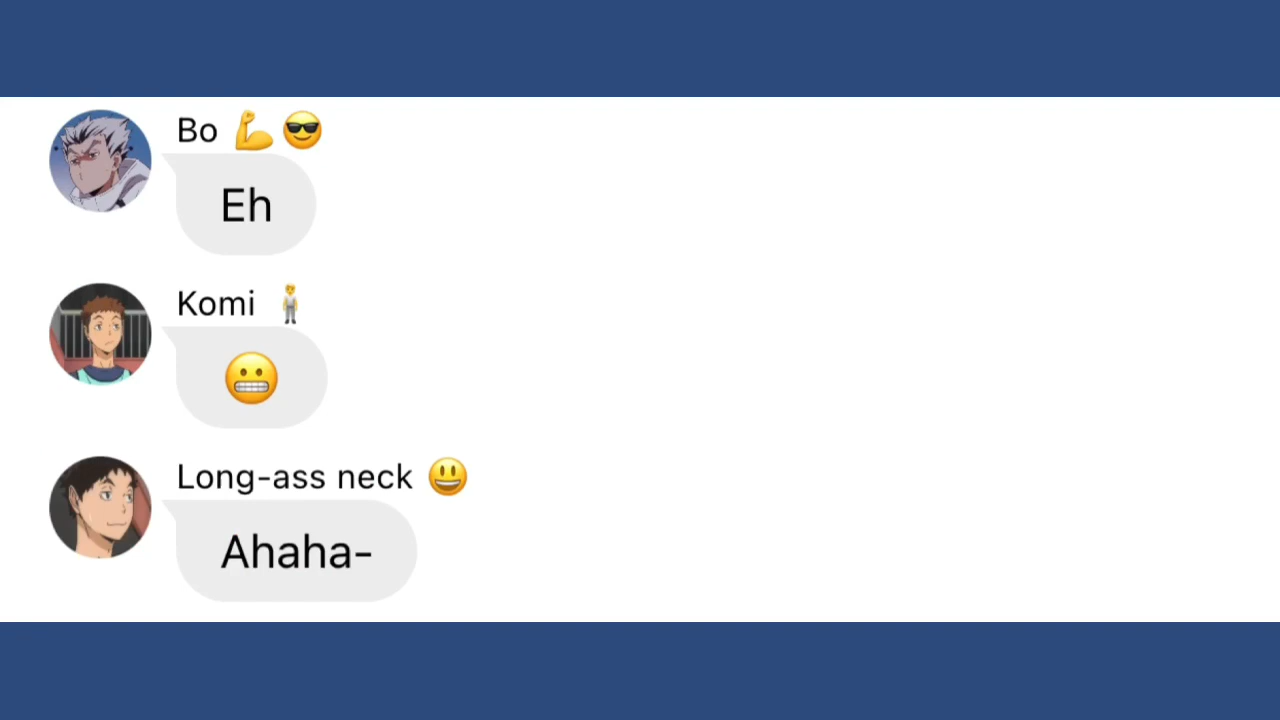 Bo 💪😎
Eh
Komi 🧍
😬
Long-ass neck 😃
Ahaha-